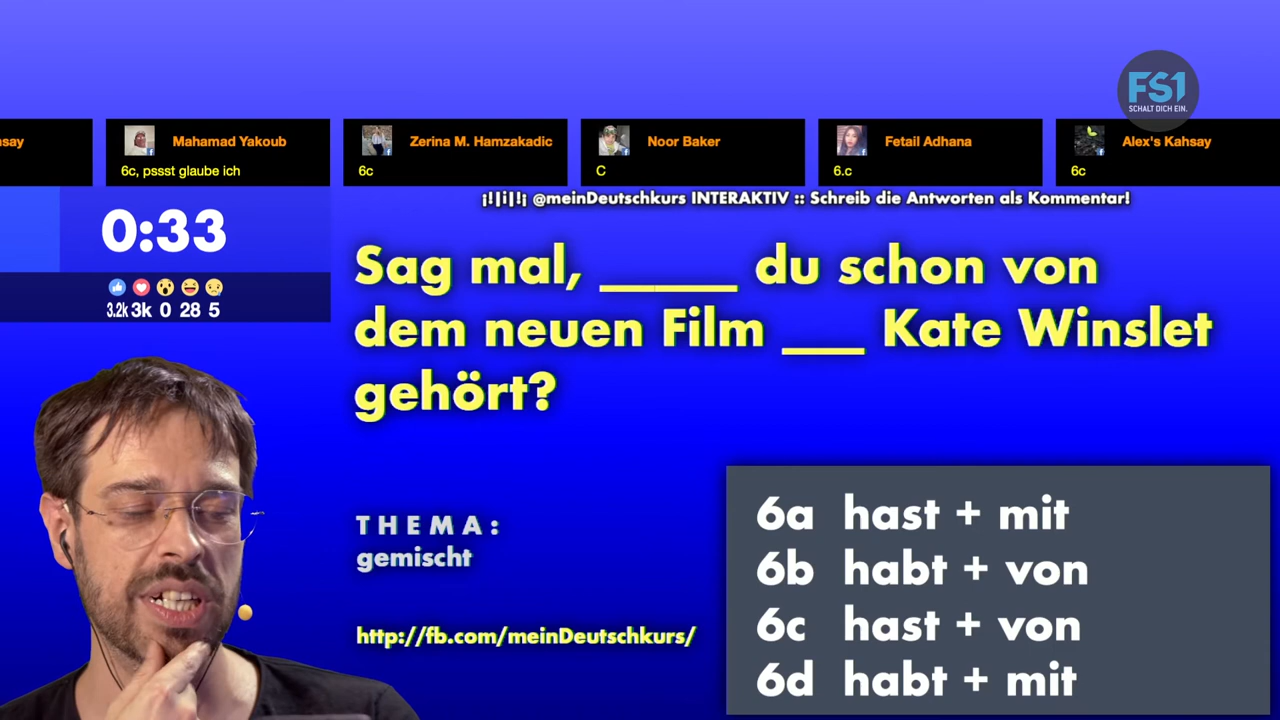 FS1
SCHALT DICH EIN.
Mahamad Yakoub
Zerina M. Hamzakadic
Noor Baker
Fetail Adhana
Alex's Kahsay
6c, pssst glaube ich
6c
C
6.c
6c
¡!|i|!¡ @meinDeutschkurs INTERAKTIV :: Schreib die Antworten als Kommentar!
0:33
3.2k 3k 0 28 5
Sag mal, _____ du schon von
dem neuen Film ___ Kate Winslet
gehört?
THEMA:
gemischt
http://fb.com/meinDeutschkurs/
6a hast + mit
6b habt + von
6c hast + von
6d habt + mit